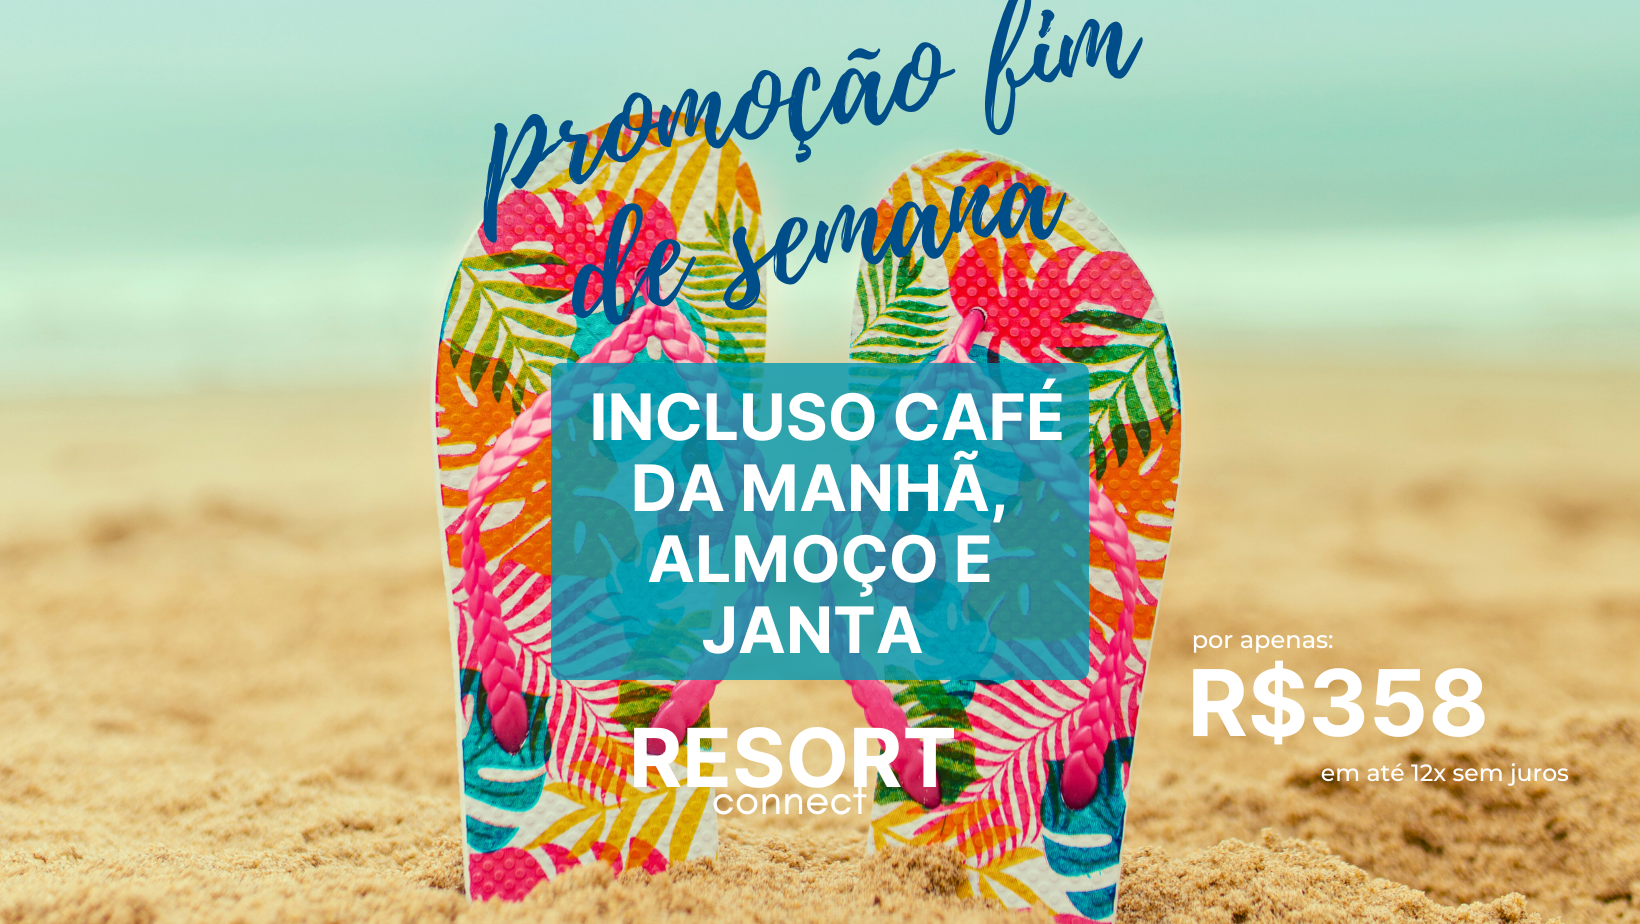 promoção fim
de semana
INCLUSO CAFÉ
DA MANHÃ,
ALMOÇO E
JANTA
RESORT
connect
por apenas:
R$358
em até 12x sem juros